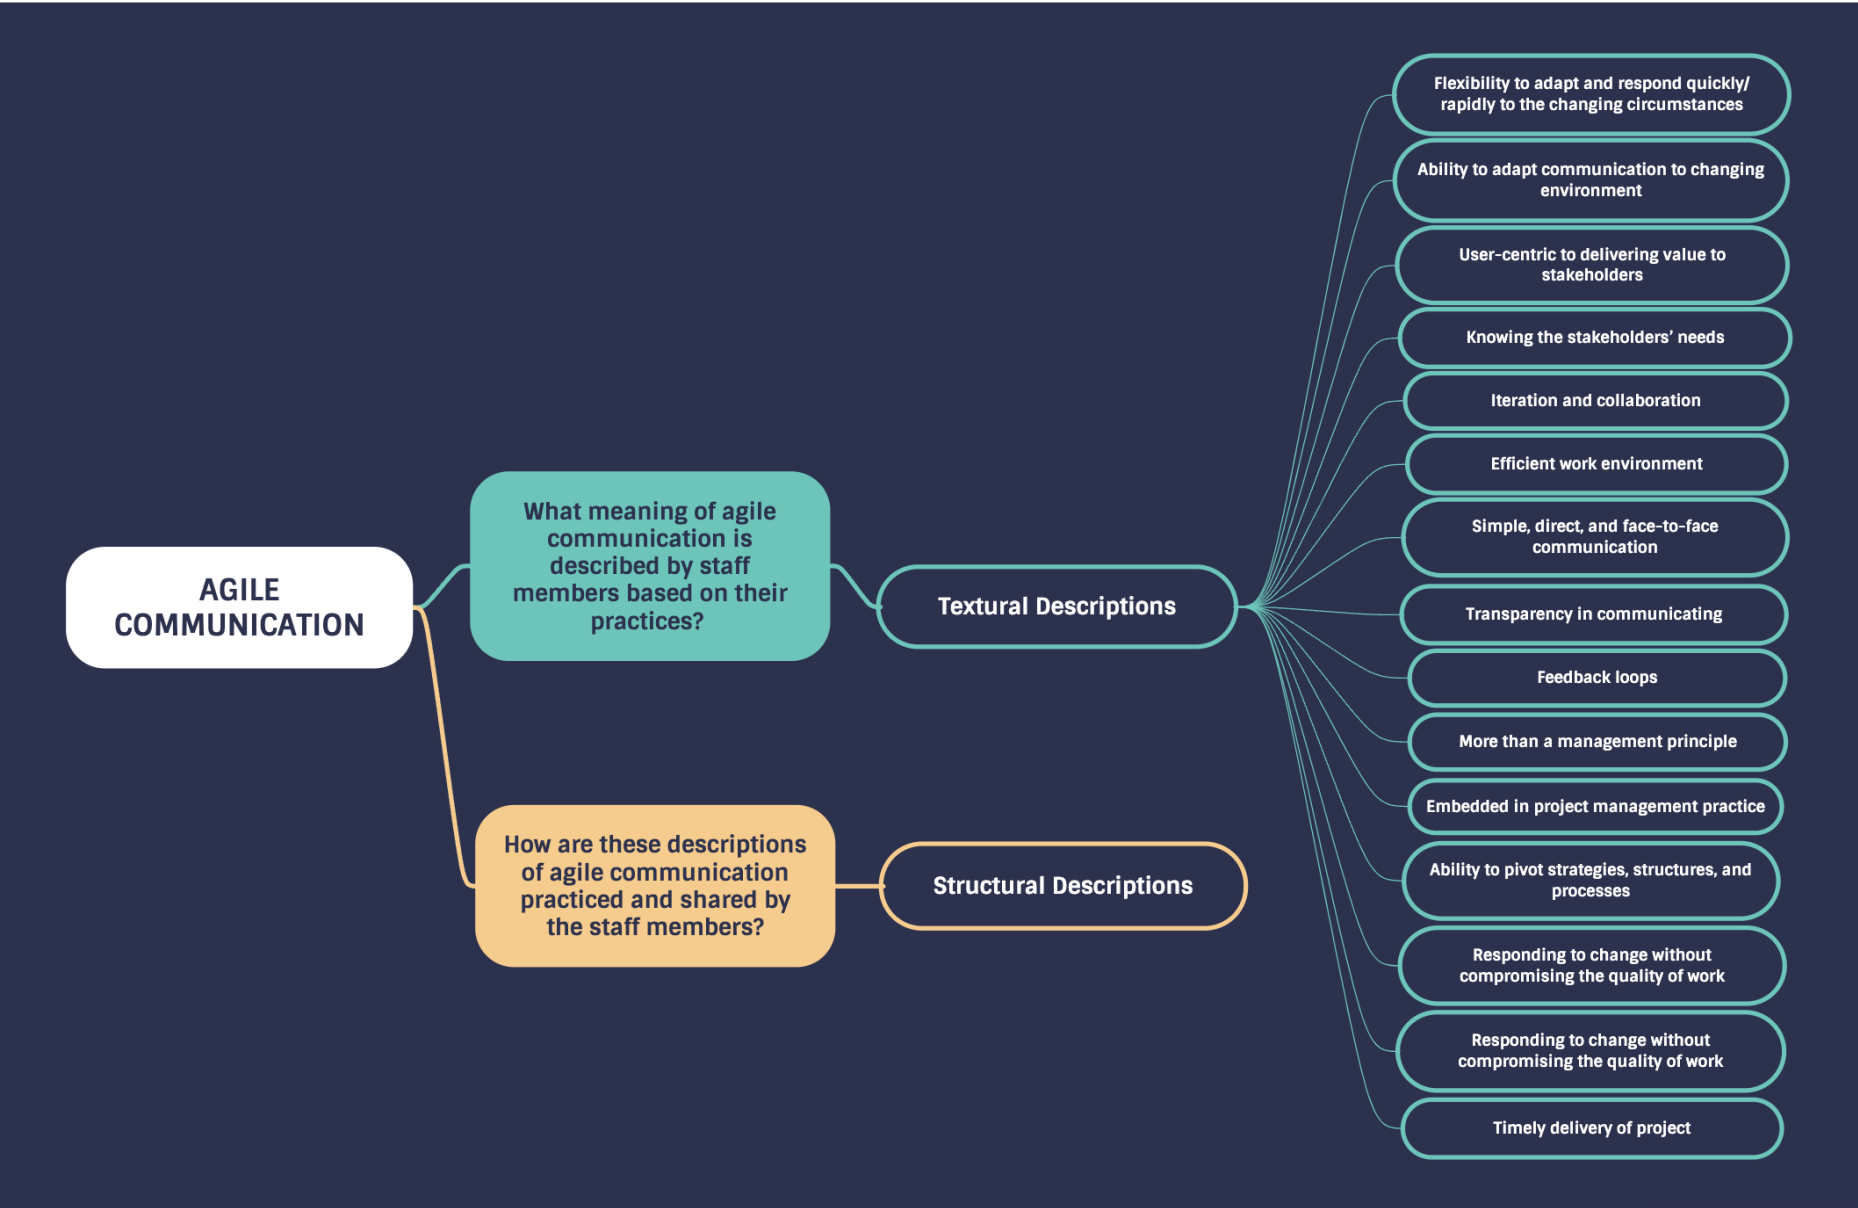 AGILE
COMMUNICATION
What meaning of agile
communication is
described by staff
members based on their
practices?
Textural Descriptions
Flexibility to adapt and respond quickly/
rapidly to the changing circumstances
Ability to adapt communication to changing
environment
User-centric to delivering value to
stakeholders
Knowing the stakeholders’ needs
Iteration and collaboration
Efficient work environment
Simple, direct, and face-to-face
communication
Transparency in communicating
Feedback loops
More than a management principle
Embedded in project management practice
Ability to pivot strategies, structures, and
processes
Responding to change without
compromising the quality of work
Responding to change without
compromising the quality of work
Timely delivery of project
How are these descriptions
of agile communication
practiced and shared by
the staff members?
Structural Descriptions